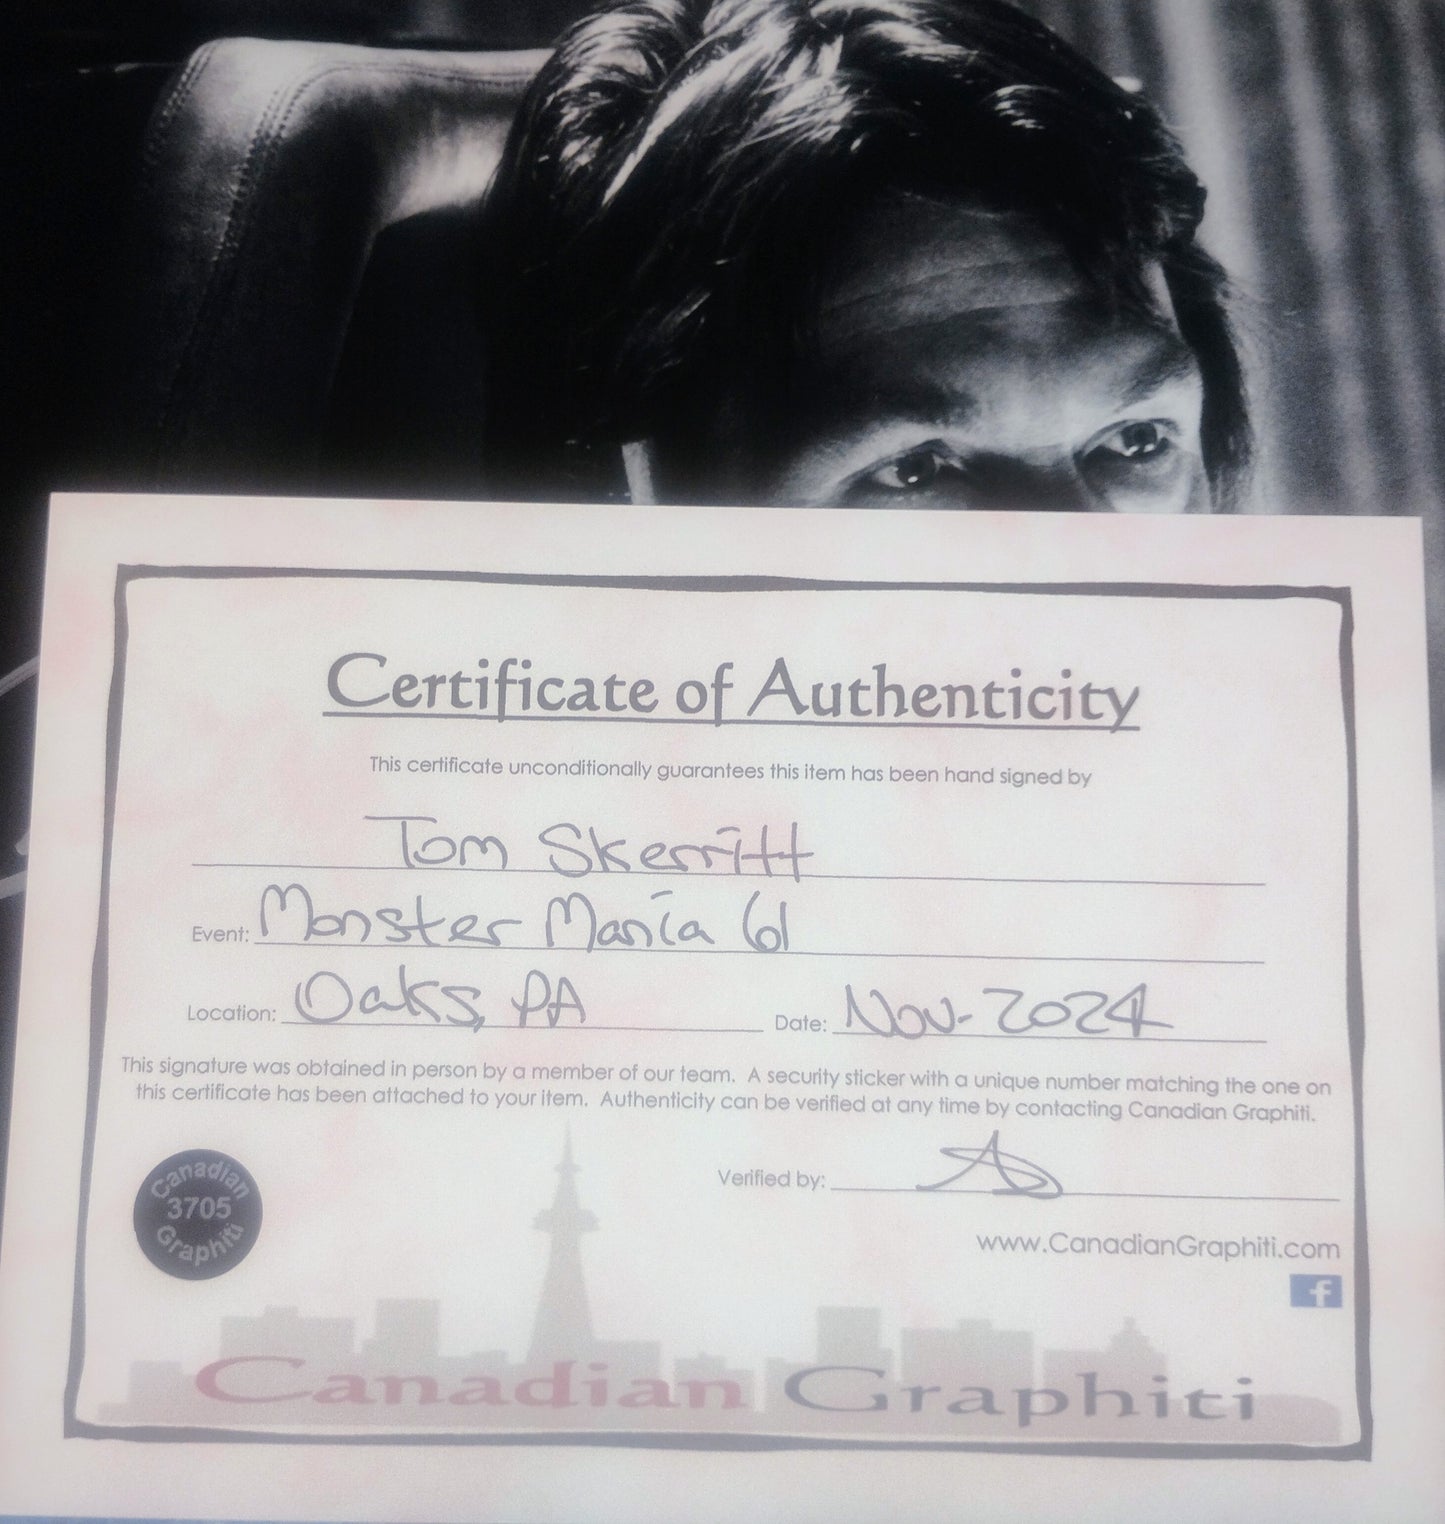 Certificate of Authenticity
This certificate unconditionally guarantees this item has been hand signed by
Tom Skerritt
Event: Monster Mania 61
Location: Oaks, PA Date: Nov. 2024
This signature was obtained in person by a member of our team. A security sticker with a unique number matching the one on
this certificate has been attached to your item. Authenticity can be verified at any time by contacting Canadian Graphiti.
Canadian
3705
Graphiti
Verified by:
www.CanadianGraphiti.com
f
Canadian Graphiti